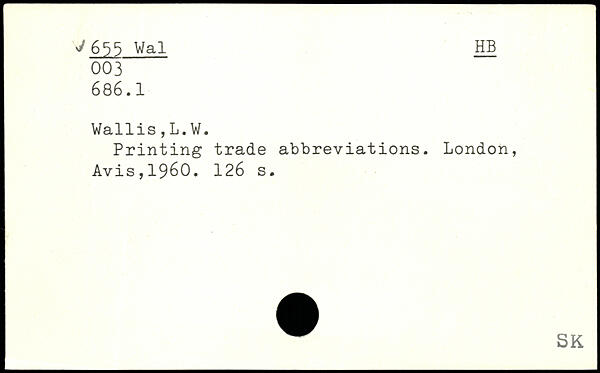 655 Wal HB
003
686.1
Wallis,L.W.
Printing trade abbreviations. London,
Avis,1960. 126 s.
SK